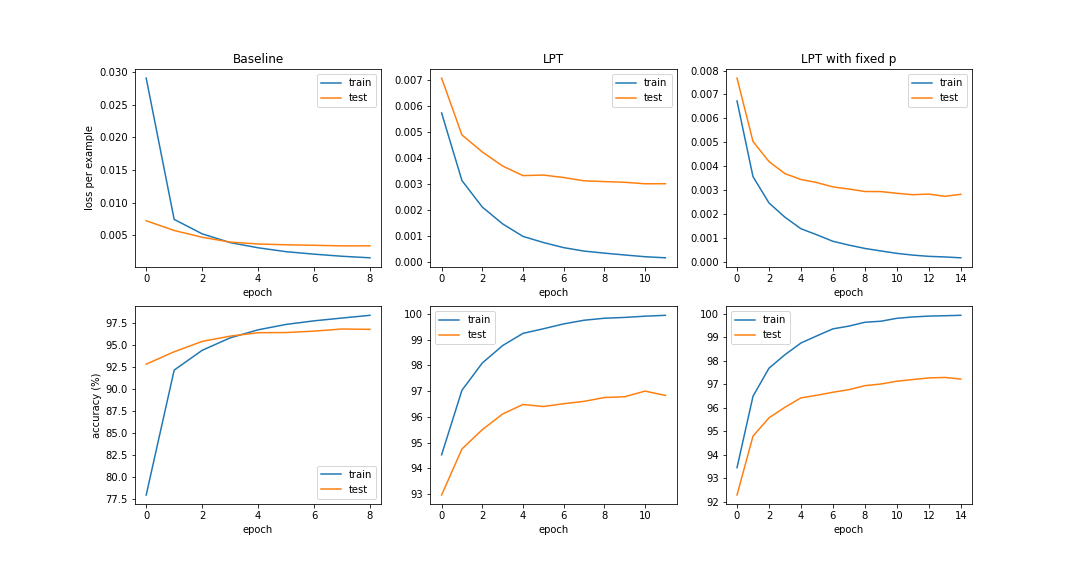 Baseline
loss per example
0.030
0.025
0.020
0.015
0.010
0.005
train
test
0 2 4 6 8
epoch
LPT
0.007
0.006
0.005
0.004
0.003
0.002
0.001
0.000
train
test
0 2 4 6 8 10
epoch
LPT with fixed p
0.008
0.007
0.006
0.005
0.004
0.003
0.002
0.001
0.000
train
test
0 2 4 6 8 10 12 14
epoch
accuracy (%)
97.5
95.0
92.5
90.0
87.5
85.0
82.5
80.0
77.5
train
test
0 2 4 6 8
epoch
100
99
98
97
96
95
94
93
train
test
0 2 4 6 8 10
epoch
100
99
98
97
96
95
94
93
92
train
test
0 2 4 6 8 10 12 14
epoch